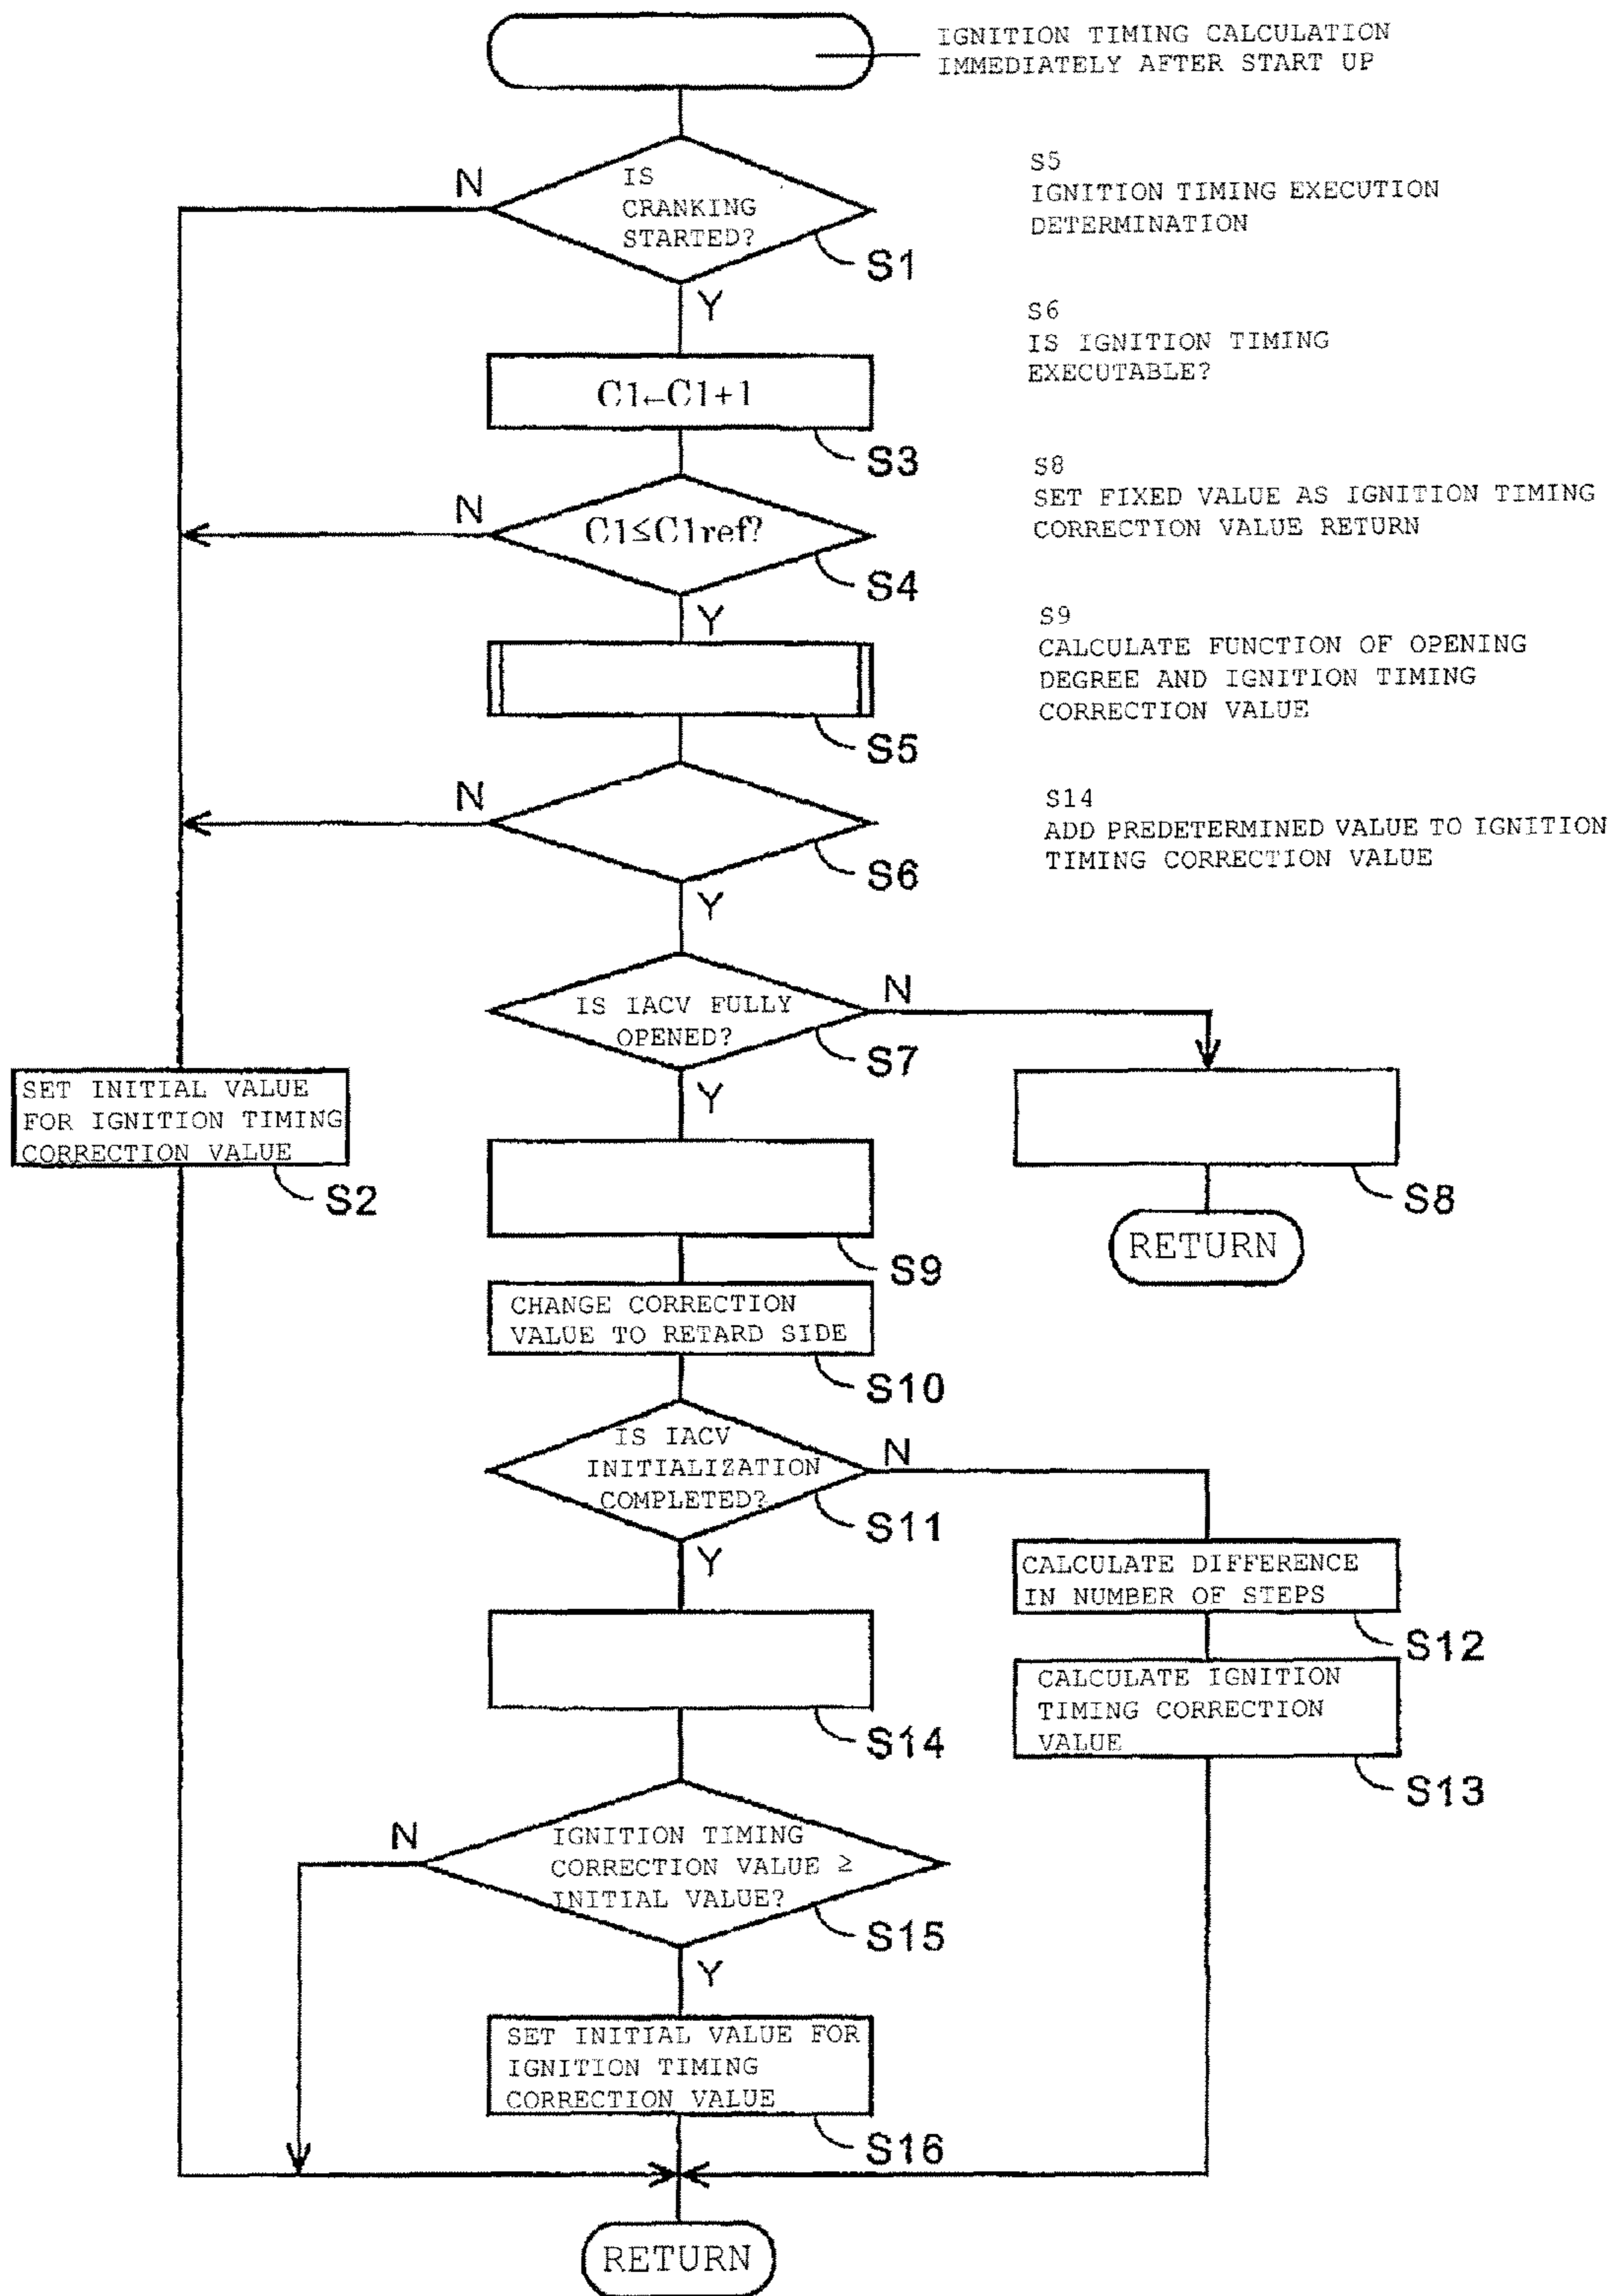 IGNITION TIMING CALCULATION
IMMEDIATELY AFTER START UP
IS
CRANKING
STARTED?
N
S1
Y
S5
IGNITION TIMING EXECUTION
DETERMINATION
C1←C1+1
S3
S6
IS IGNITION TIMING
EXECUTABLE?
C1≤C1ref?
N
S4
Y
S8
SET FIXED VALUE AS IGNITION TIMING
CORRECTION VALUE RETURN
S5
S9
CALCULATE FUNCTION OF OPENING
DEGREE AND IGNITION TIMING
CORRECTION VALUE
N
S6
Y
S14
ADD PREDETERMINED VALUE TO IGNITION
TIMING CORRECTION VALUE
IS IACV FULLY
OPENED?
N
S7
Y
SET INITIAL VALUE
FOR IGNITION TIMING
CORRECTION VALUE
S2
S8
RETURN
S9
CHANGE CORRECTION
VALUE TO RETARD SIDE
S10
IS IACV
INITIALIZATION
COMPLETED?
N
S11
Y
CALCULATE DIFFERENCE
IN NUMBER OF STEPS
S12
CALCULATE IGNITION
TIMING CORRECTION
VALUE
S13
S14
IGNITION TIMING
CORRECTION VALUE ≥
INITIAL VALUE?
N
S15
Y
SET INITIAL VALUE FOR
IGNITION TIMING
CORRECTION VALUE
S16
RETURN